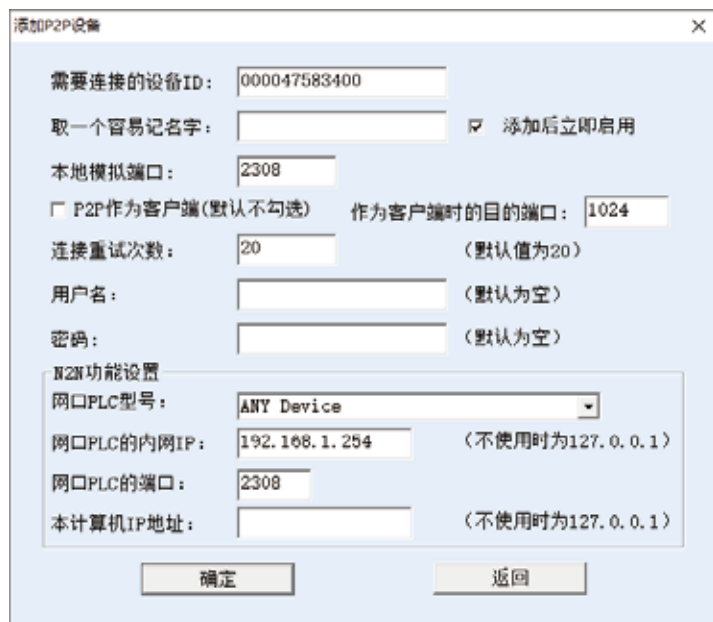 添加P2P设备
需要连接的设备ID: 000047583400
取一个容易记名字: 添加后立即启用
本地模拟端口: 2308
P2P作为客户端(默认不勾选) 作为客户端时的目的端口: 1024
连接重试次数: 20 (默认值为20)
用户名: (默认为空)
密码: (默认为空)
N2N功能设置
网口PLC型号: ANY Device
网口PLC的内网IP: 192.168.1.254 (不使用时为127.0.0.1)
网口PLC的端口: 2308
本计算机IP地址: (不使用时为127.0.0.1)
确定 返回